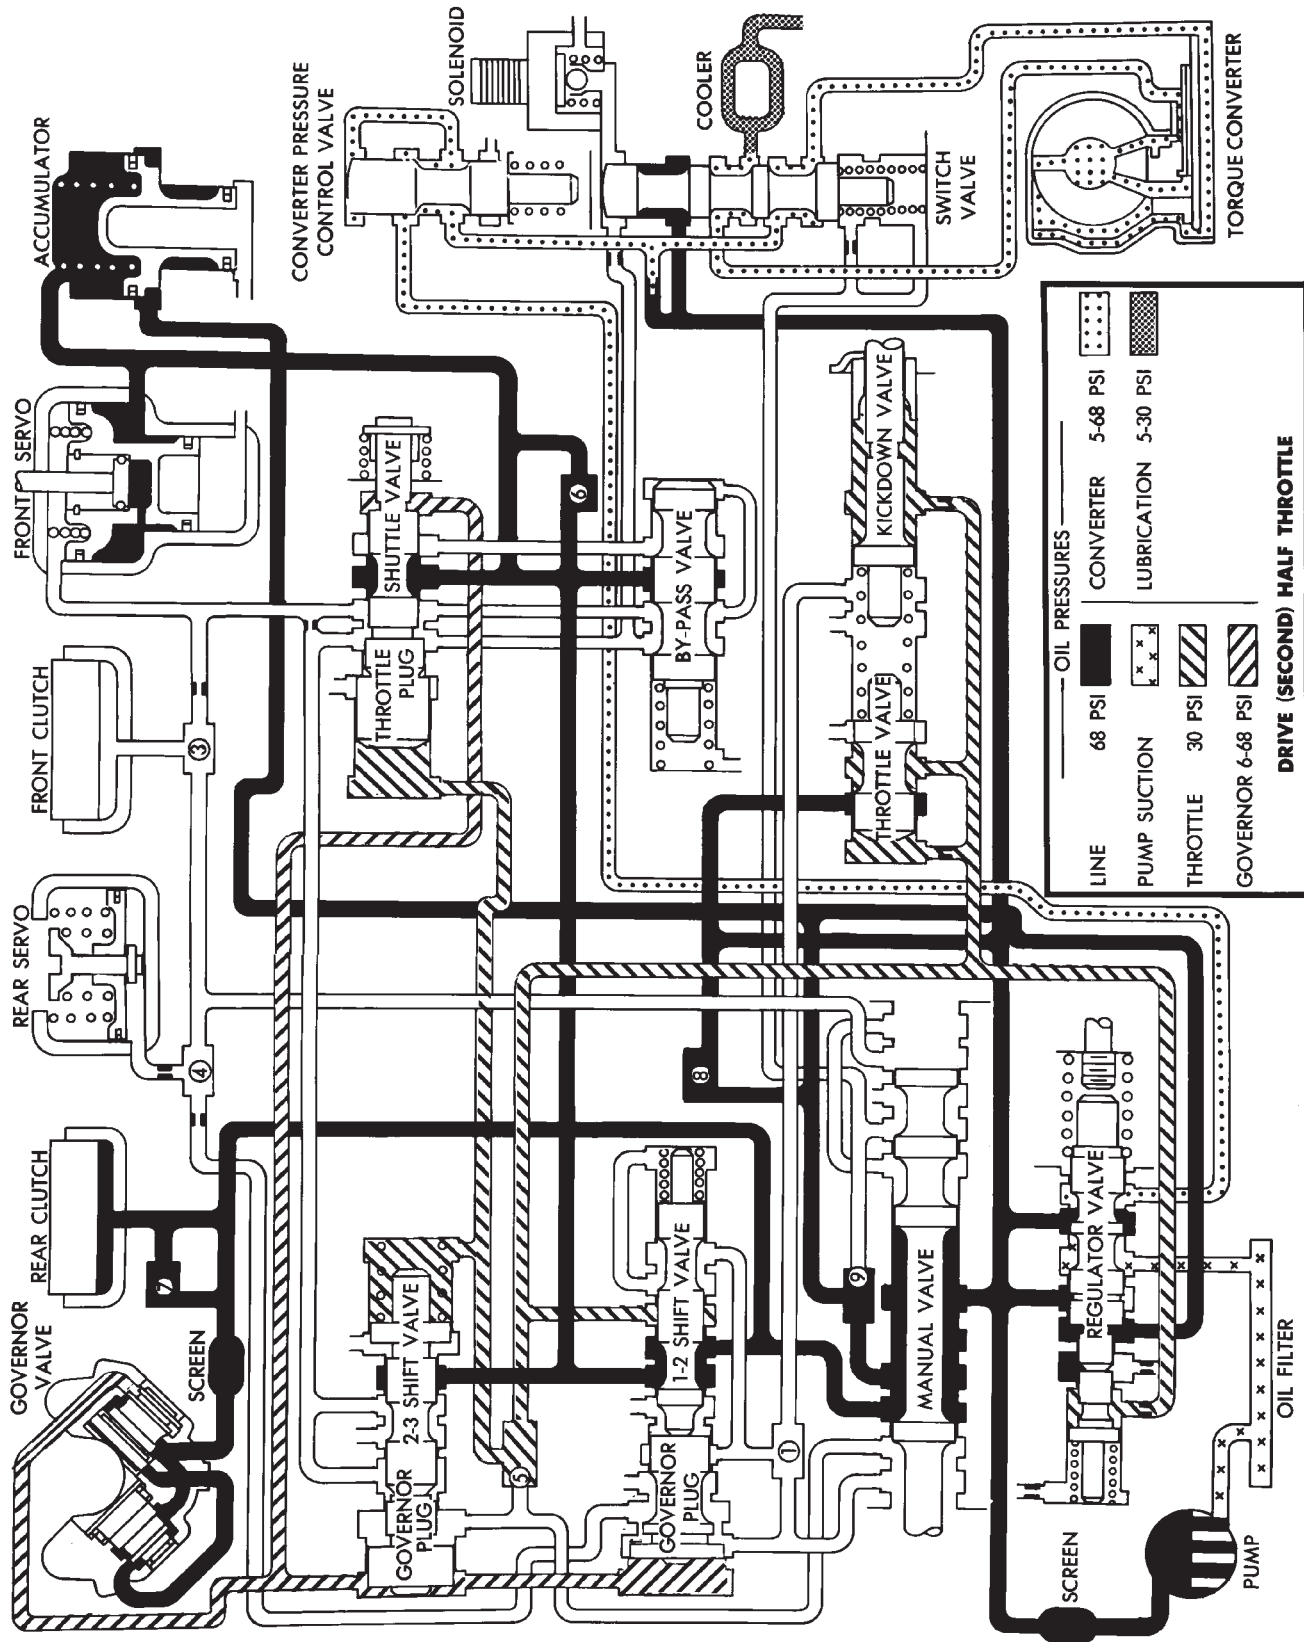 GOVERNOR
VALVE
REAR CLUTCH
REAR SERVO
FRONT CLUTCH
FRONT SERVO
ACCUMULATOR
SCREEN
7
4
3
CONVERTER PRESSURE
CONTROL VALVE
SOLENOID
GOVERNOR
PLUG
2-3 SHIFT VALVE
THROTTLE
PLUG
SHUTTLE VALVE
5
6
GOVERNOR
PLUG
1-2 SHIFT VALVE
8
BY-PASS VALVE
COOLER
1
9
MANUAL VALVE
THROTTLE VALVE
KICKDOWN VALVE
SWITCH
VALVE
SCREEN
REGULATOR VALVE
PUMP
OIL FILTER
TORQUE CONVERTER
OIL PRESSURES
LINE 68 PSI
PUMP SUCTION
THROTTLE 30 PSI
GOVERNOR 6-68 PSI
CONVERTER 5-68 PSI
LUBRICATION 5-30 PSI
DRIVE (SECOND) HALF THROTTLE